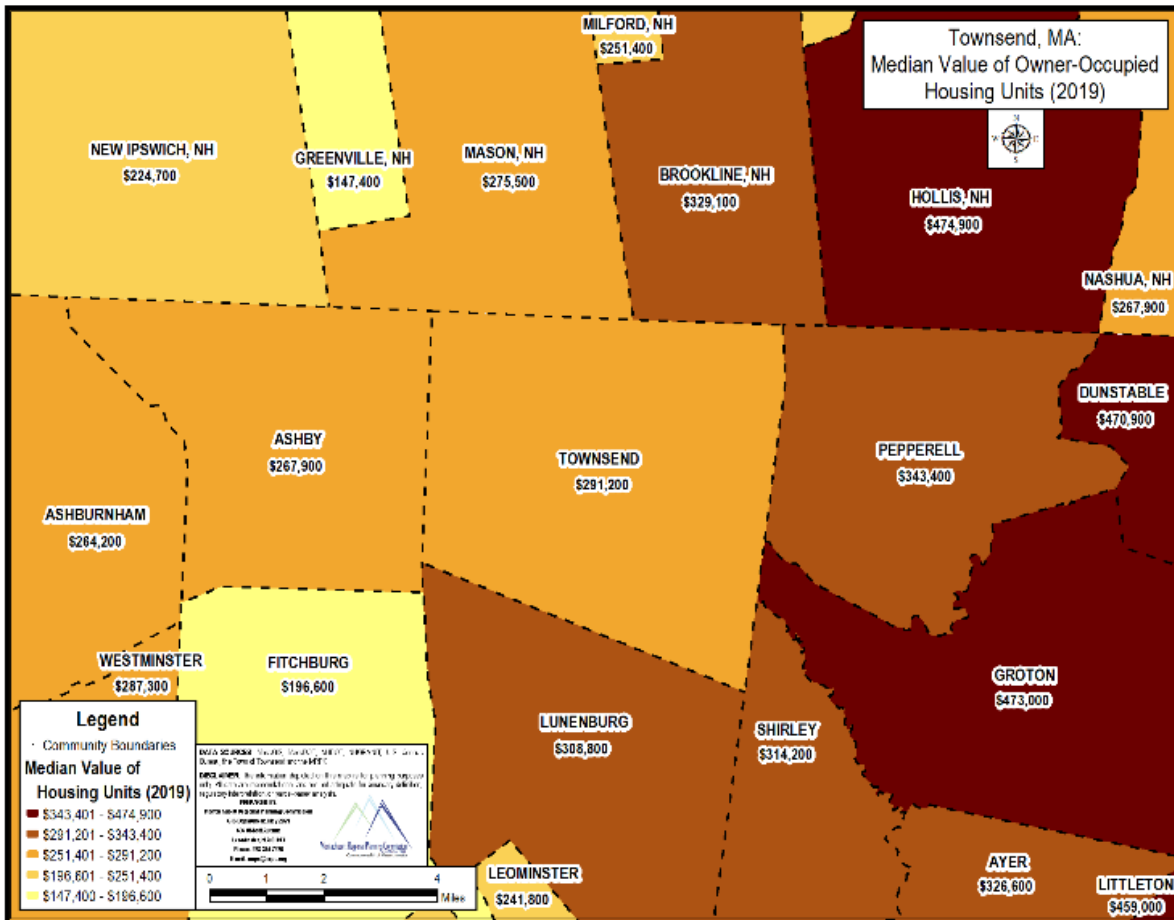 Townsend, MA:
Median Value of Owner-Occupied
Housing Units (2019)
N
W E
S
MILFORD, NH
$251,400
NEW IPSWICH, NH
$224,700
GREENVILLE, NH
$147,400
MASON, NH
$275,500
BROOKLINE, NH
$329,100
HOLLIS, NH
$474,900
NASHUA, NH
$267,900
DUNSTABLE
$470,900
ASHBY
$267,900
TOWNSEND
$291,200
PEPPERELL
$343,400
ASHBURNHAM
$264,200
WESTMINSTER
$287,300
FITCHBURG
$196,600
LUNENBURG
$308,800
SHIRLEY
$314,200
GROTON
$473,000
LEOMINSTER
$241,800
AYER
$326,600
LITTLETON
$459,000
Legend
Community Boundaries
Median Value of
Housing Units (2019)
$343,401 - $474,900
$291,201 - $343,400
$251,401 - $291,200
$196,601 - $251,400
$147,400 - $196,600
DATA SOURCES:
DISCLAIMER:
0 1 2 4
Miles